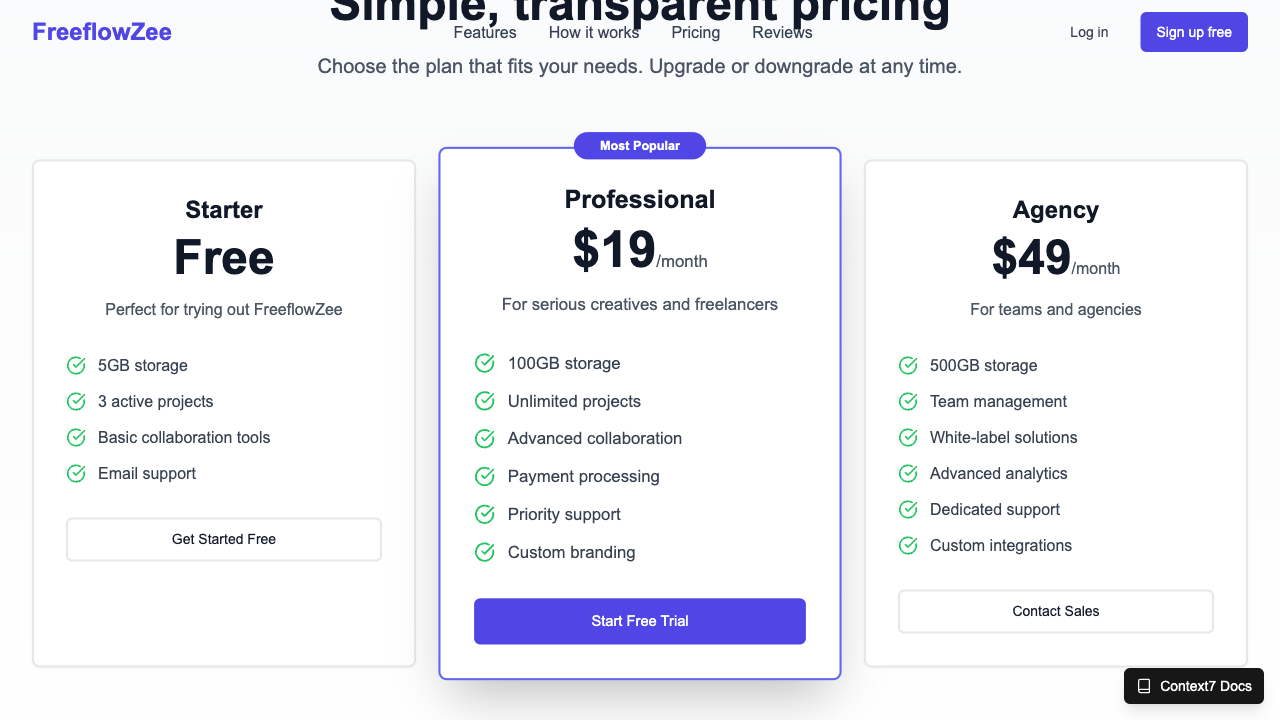 Simple, transparent pricing
FreeflowZee
Features
How it works
Pricing
Reviews
Log in
Sign up free
Choose the plan that fits your needs. Upgrade or downgrade at any time.
Starter
Free
Perfect for trying out FreeflowZee
5GB storage
3 active projects
Basic collaboration tools
Email support
Get Started Free
Most Popular
Professional
$19/month
For serious creatives and freelancers
100GB storage
Unlimited projects
Advanced collaboration
Payment processing
Priority support
Custom branding
Start Free Trial
Agency
$49/month
For teams and agencies
500GB storage
Team management
White-label solutions
Advanced analytics
Dedicated support
Custom integrations
Contact Sales
Context7 Docs